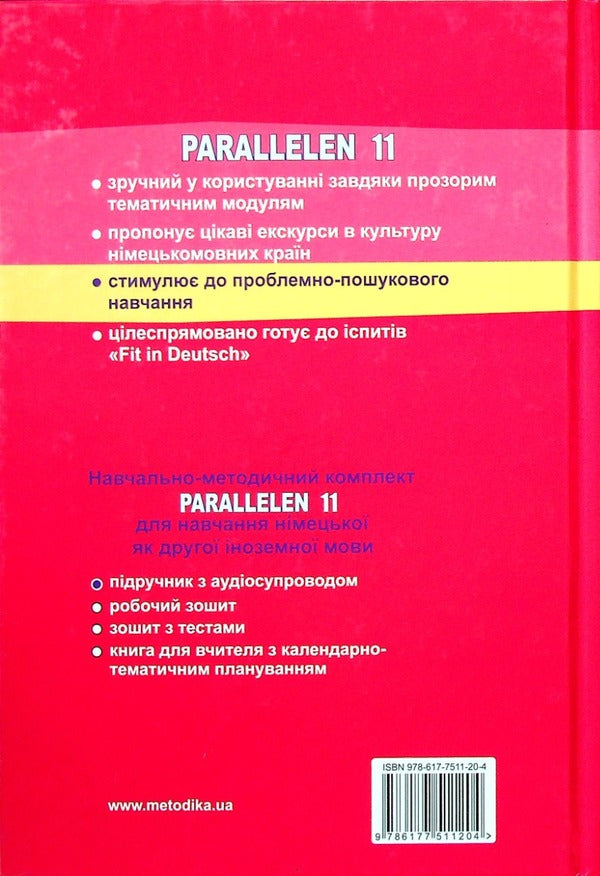 PARALLELEN 11
• зручний у користуванні завдяки прозорим
тематичним модулям
• пропонує цікаві екскурси в культуру
німецькомовних країн
• стимулює до проблемно-пошукового
навчання
• цілеспрямовано готує до іспитів
«Fit in Deutsch»
Навчально-методичний комплект
PARALLELEN 11
для навчання німецької
як другої іноземної мови
• підручник з аудіосупроводом
• робочий зошит
• зошит з тестами
• книга для вчителя з календарно-
тематичним плануванням
ISBN 978-617-7511-20-4
www.metodika.ua
9 786177 511204 >